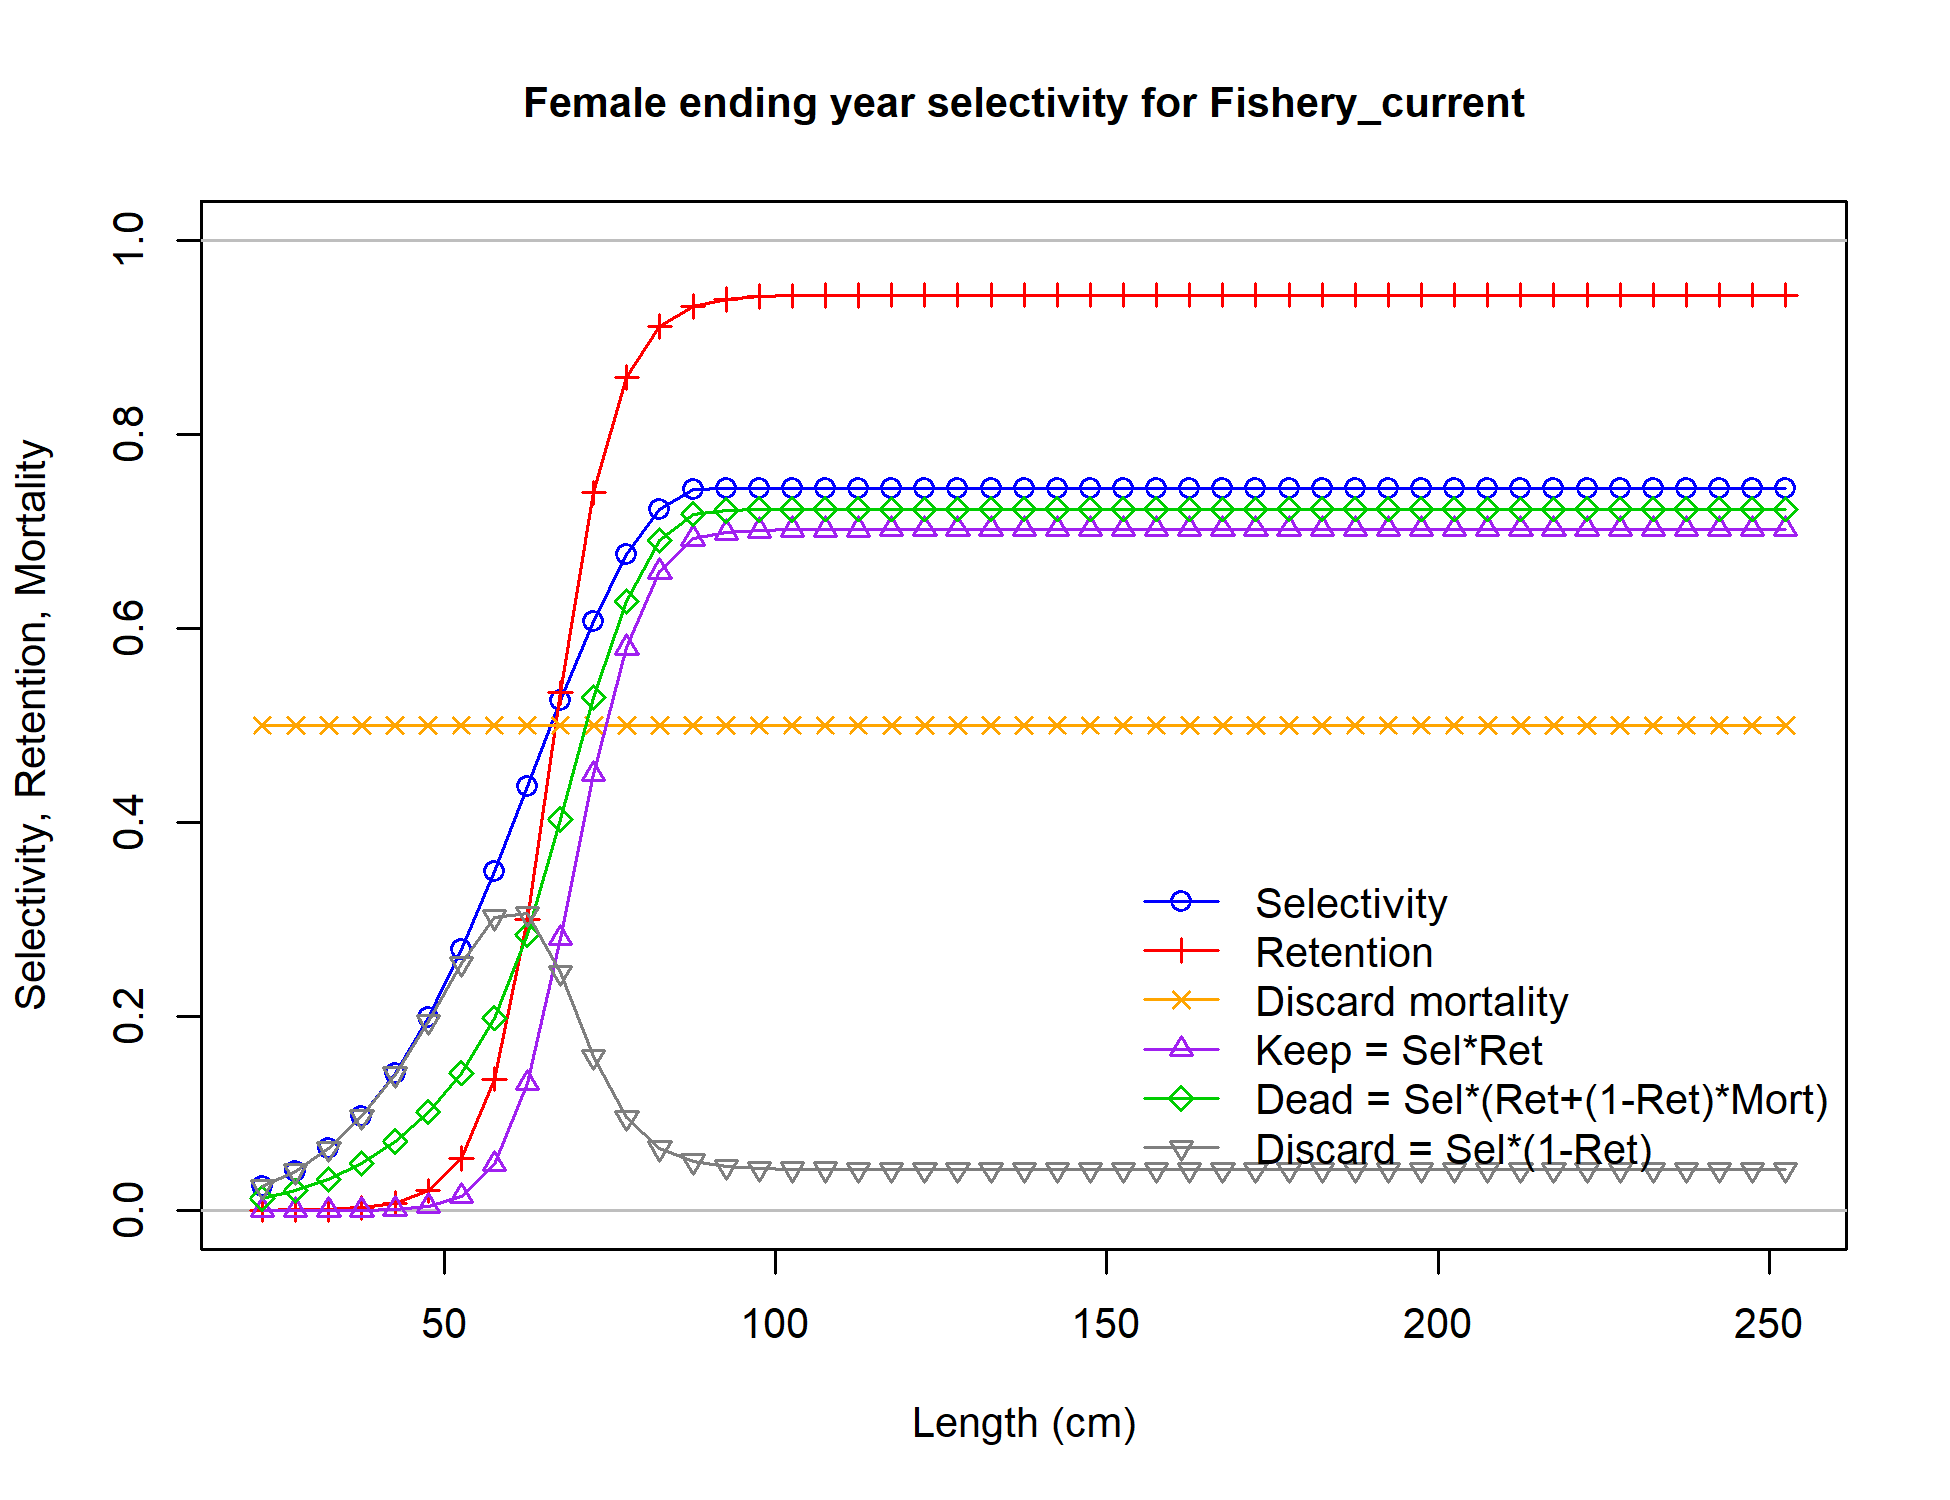 Female ending year selectivity for Fishery_current
Selectivity, Retention, Mortality
1.0
0.8
0.6
0.4
0.2
0.0
Selectivity
Retention
Discard mortality
Keep = Sel*Ret
Dead = Sel*(Ret+(1-Ret)*Mort)
Discard = Sel*(1-Ret)
50 100 150 200 250
Length (cm)